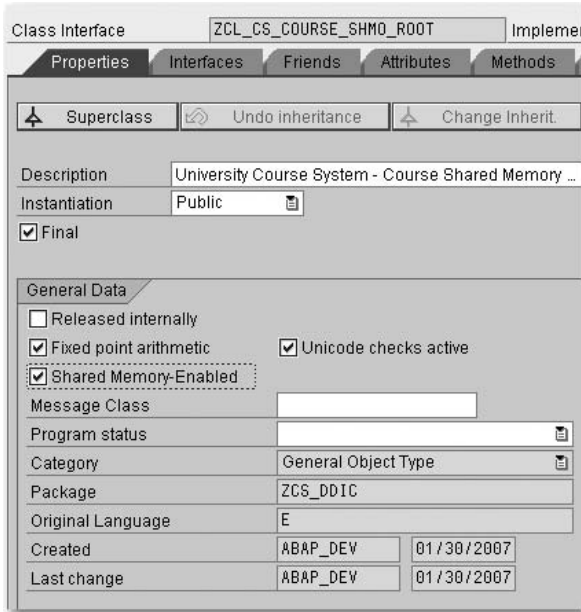 Class Interface ZCL_CS_COURSE_SHMO_ROOT Impleme
Properties Interfaces Friends Attributes Methods
Superclass Undo inheritance Change Inherit.
Description University Course System - Course Shared Memory ...
Instantiation Public
Final
General Data
Released internally
Fixed point arithmetic Unicode checks active
Shared Memory-Enabled
Message Class
Program status
Category General Object Type
Package ZCS_DDIC
Original Language E
Created ABAP_DEV 01/30/2007
Last change ABAP_DEV 01/30/2007